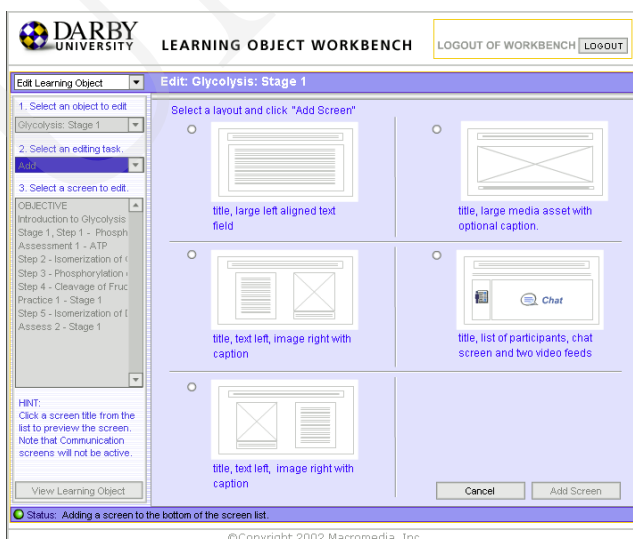 DARBY
UNIVERSITY
LEARNING OBJECT WORKBENCH
LOGOUT OF WORKBENCH LOGOUT
Edit Learning Object
Edit: Glycolysis: Stage 1
1. Select an object to edit
Glycolysis: Stage 1
2. Select an editing task.
Add
3. Select a screen to edit.
OBJECTIVE
Introduction to Glycolysis
Stage 1, Step 1 - Phosph
Assessment 1 - ATP
Step 2 - Isomerization of
Step 3 - Phosphorylation
Step 4 - Cleavage of Fruc
Practice 1 - Stage 1
Step 5 - Isomerization of
Assess 2 - Stage 1
HINT:
Click a screen title from the
list to preview the screen.
Note that Communication
screens will not be active.
View Learning Object
Select a layout and click "Add Screen"
title, large left aligned text
field
title, large media asset with
optional caption.
title, text left, image right with
caption
Chat
title, list of participants, chat
screen and two video feeds
title, text left, image right with
caption
Cancel
Add Screen
Status: Adding a screen to the bottom of the screen list.
©Copyright 2002 Macromedia, Inc.